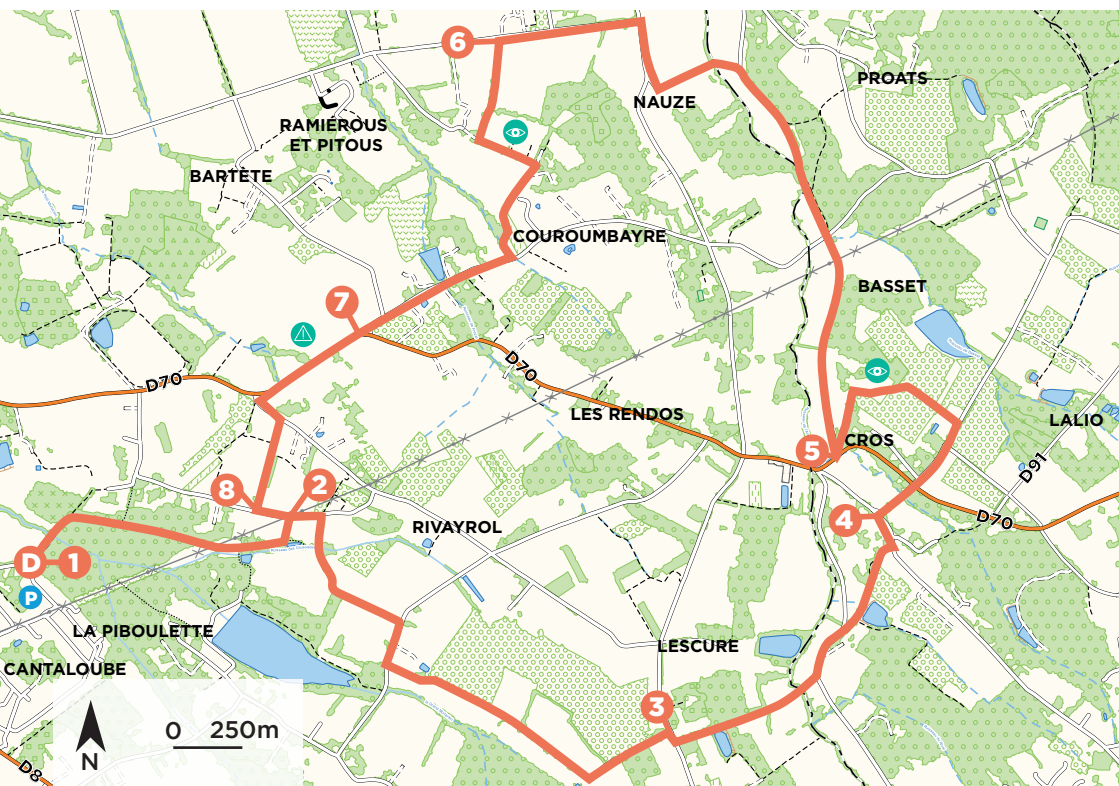 6
PROATS
NAUZE
RAMIEROUS
ET PITOUS
BARTÈTE
COUROUMBAYRE
BASSET
7
D70
D70
LES RENDOS
LALIO
5
CROS
D91
8
2
4
D70
RIVAYROL
D
1
P
LA PIBOULETTE
LESCURE
CANTALOUBE
3
0 250m
N
D8